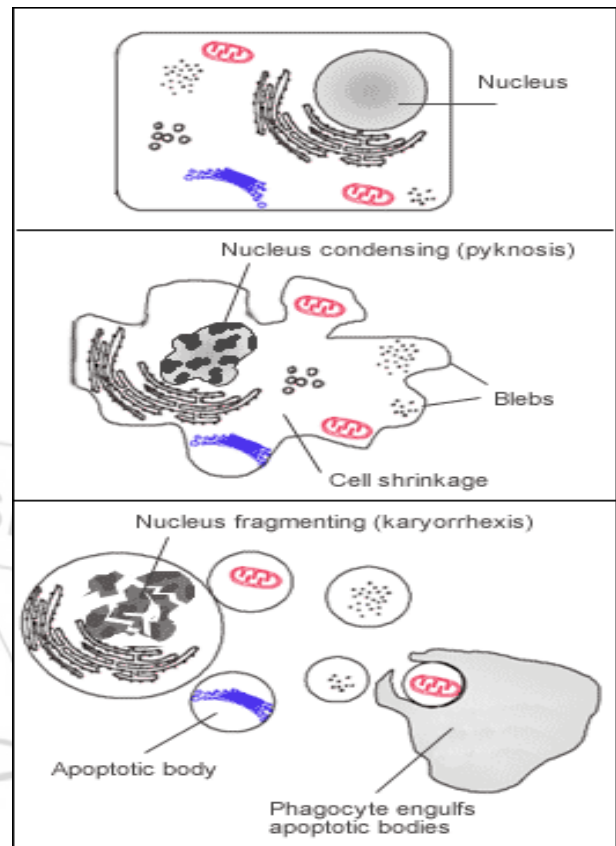 Nucleus
Nucleus condensing (pyknosis)
Blebs
Cell shrinkage
Nucleus fragmenting (karyorrhexis)
Apoptotic body
Phagocyte engulfs
apoptotic bodies